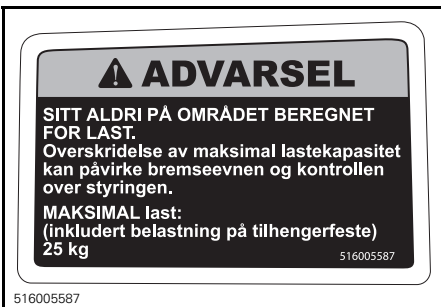 ADVARSEL
SITT ALDRI PÅ OMRÅDET BEREGNET
FOR LAST.
Overskridelse av maksimal lastekapasitet
kan påvirke bremseevnen og kontrollen
over styringen.
MAKSIMAL last:
(inkludert belastning på tilhengerfeste)
25 kg
516005587
516005587